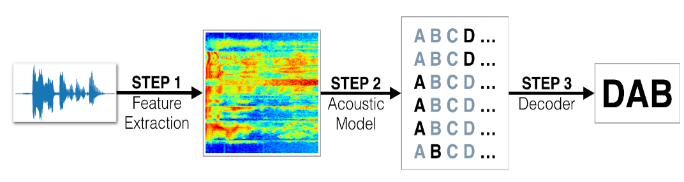 STEP 1
Feature
Extraction
STEP 2
Acoustic
Model
A B C D ...
A B C D ...
A B C D ...
A B C D ...
A B C D ...
A B C D ...
STEP 3
Decoder
DAB